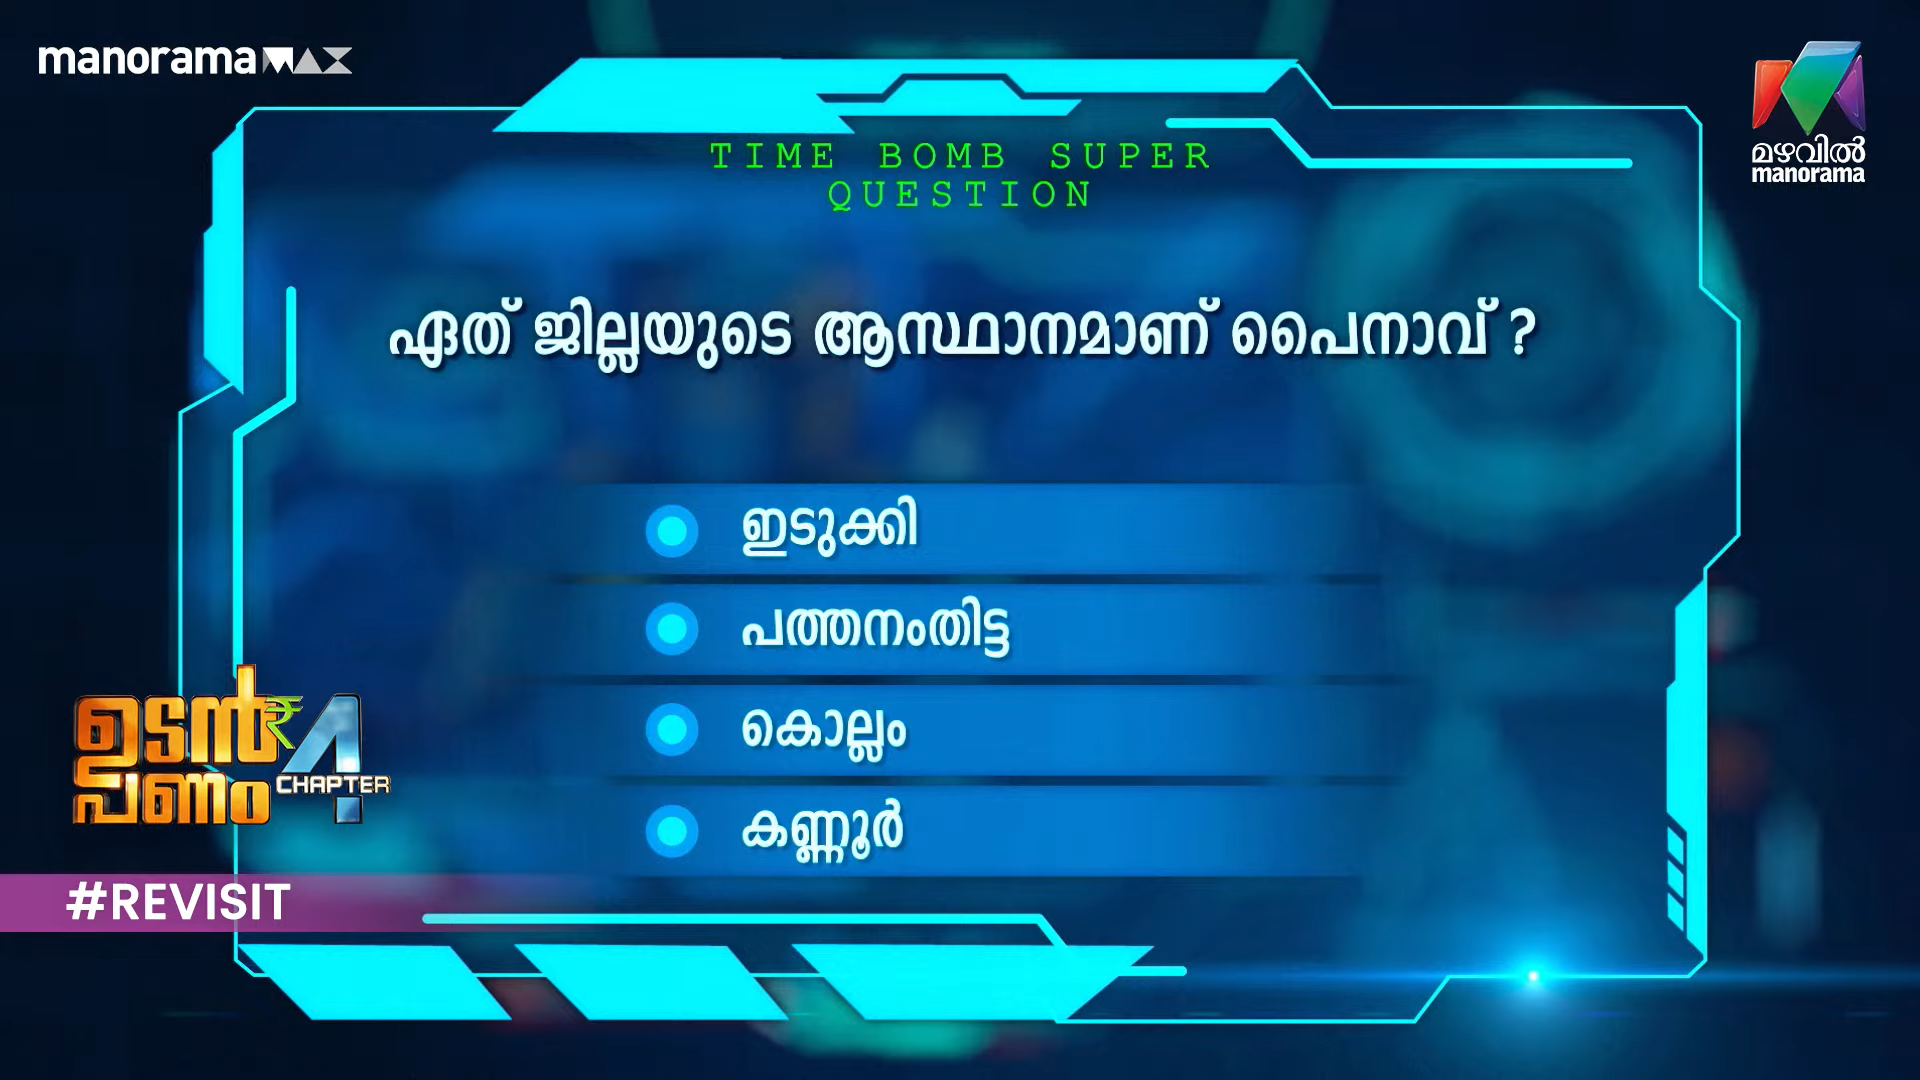 manoramaMAX
മഴവിൽ
manorama
TIME BOMB SUPER
QUESTION
ഏത് ജില്ലയുടെ ആസ്ഥാനമാണ് പൈനാവ് ?
ഇടുക്കി
പത്തനംതിട്ട
കൊല്ലം
കണ്ണൂർ
ഉടൻ
പണം
4
CHAPTER
#REVISIT